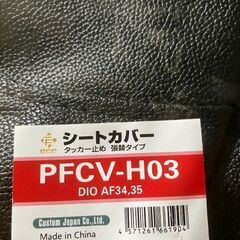 シートカバー
タッカー止め 張替タイプ
PFCV-H03
DIO AF34,35
Custom Japan Co.,Ltd.
Made in China
4 571261 661904